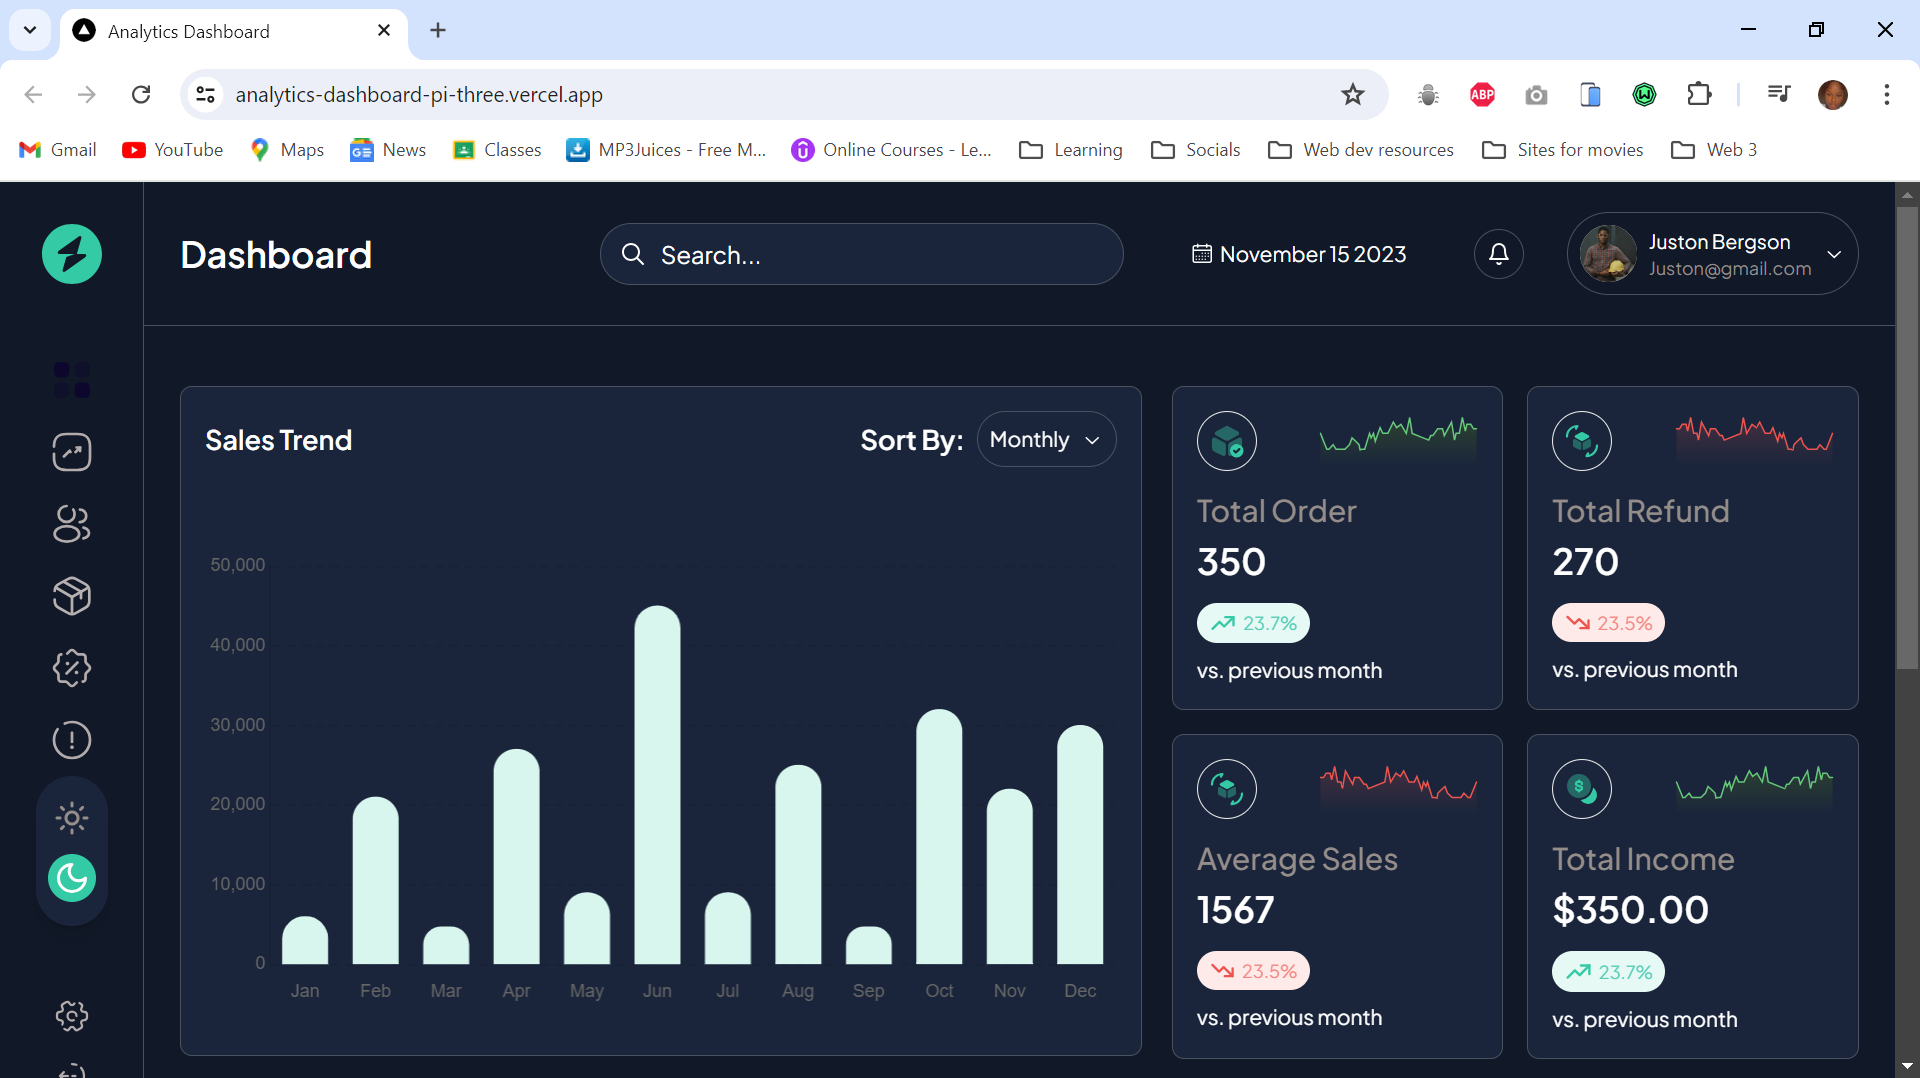 Analytics Dashboard
analytics-dashboard-pi-three.vercel.app
ABP
Gmail
YouTube
Maps
GE
News
Classes
MP3Juices - Free M...
Online Courses - Le...
Learning
Socials
Web dev resources
Sites for movies
Web 3
Dashboard
Search...
November 15 2023
Juston Bergson
Juston@gmail.com
Sales Trend
Sort By:
Monthly
50,000
40,000
30,000
20,000
10,000
0
Jan Feb Mar Apr May Jun Jul Aug Sep Oct Nov Dec
Total Order
350
23.7%
vs. previous month
Total Refund
270
23.5%
vs. previous month
Average Sales
1567
23.5%
vs. previous month
$
Total Income
$350.00
23.7%
vs. previous month